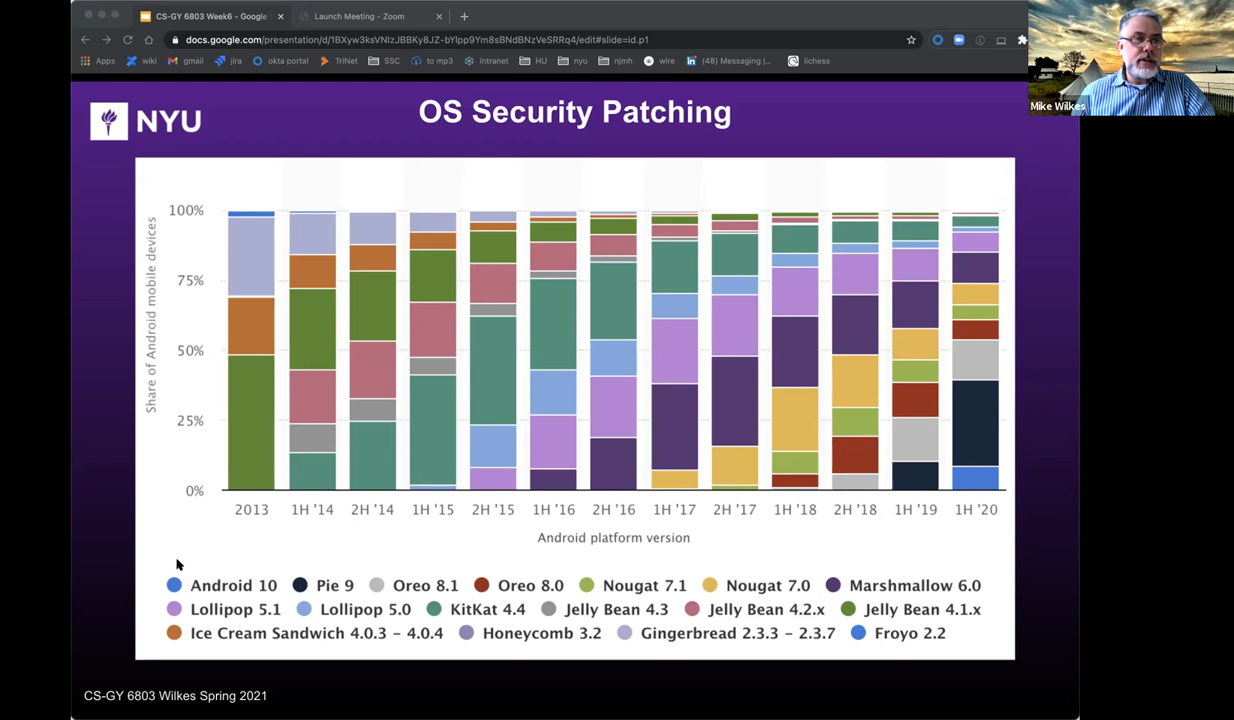 CS-GY 6803 Week6 - Google
Launch Meeting - Zoom
docs.google.com/presentation/d/1BXyw3ksVNIzJBBKy8JZ-bYlpp9Ym8sBNdBNzVeSRRq4/edit#slide=id.p1
Apps wiki gmail jira okta portal TriNet SSC to mp3 intranet HU nyu njmh wire (48) Messaging |... lichess
Mike Wilkes
NYU
OS Security Patching
Share of Android mobile devices
100%
75%
50%
25%
0%
2013 1H '14 2H '14 1H '15 2H '15 1H '16 2H '16 1H '17 2H '17 1H '18 2H '18 1H '19 1H '20
Android platform version
Android 10 Pie 9 Oreo 8.1 Oreo 8.0 Nougat 7.1 Nougat 7.0 Marshmallow 6.0
Lollipop 5.1 Lollipop 5.0 KitKat 4.4 Jelly Bean 4.3 Jelly Bean 4.2.x Jelly Bean 4.1.x
Ice Cream Sandwich 4.0.3 - 4.0.4 Honeycomb 3.2 Gingerbread 2.3.3 - 2.3.7 Froyo 2.2
CS-GY 6803 Wilkes Spring 2021